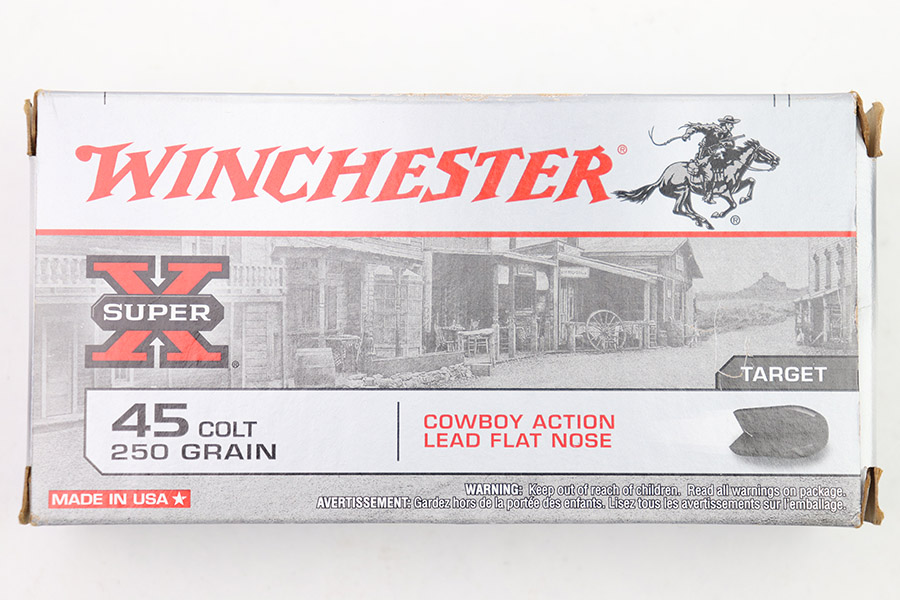 WINCHESTER®
®
SUPER X®
TARGET
45 COLT
250 GRAIN
COWBOY ACTION
LEAD FLAT NOSE
MADE IN USA ★
WARNING: Keep out of reach of children. Read all warnings on package.
AVERTISSEMENT: Gardez hors de la portée des enfants. Lisez tous les avertissements sur l'emballage.